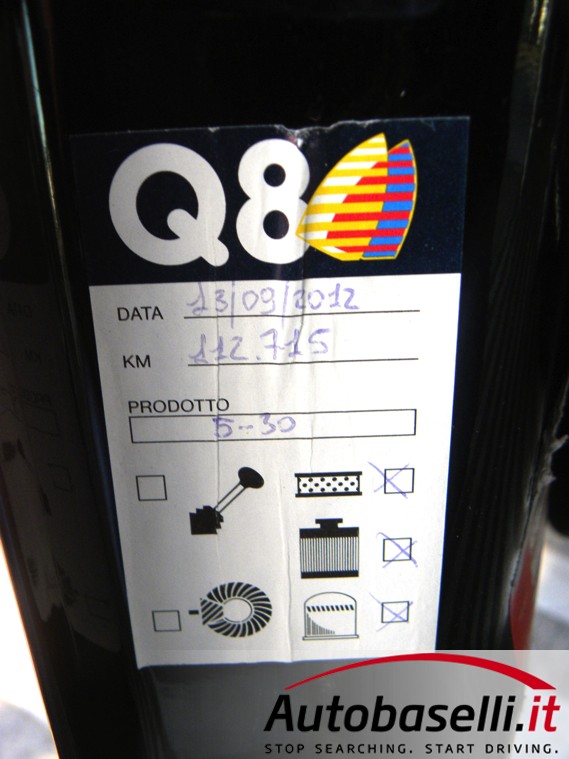 Q8
DATA 13/09/2012
KM 112.715
PRODOTTO
5--30
Autobaselli.it
STOP SEARCHING. START DRIVING.